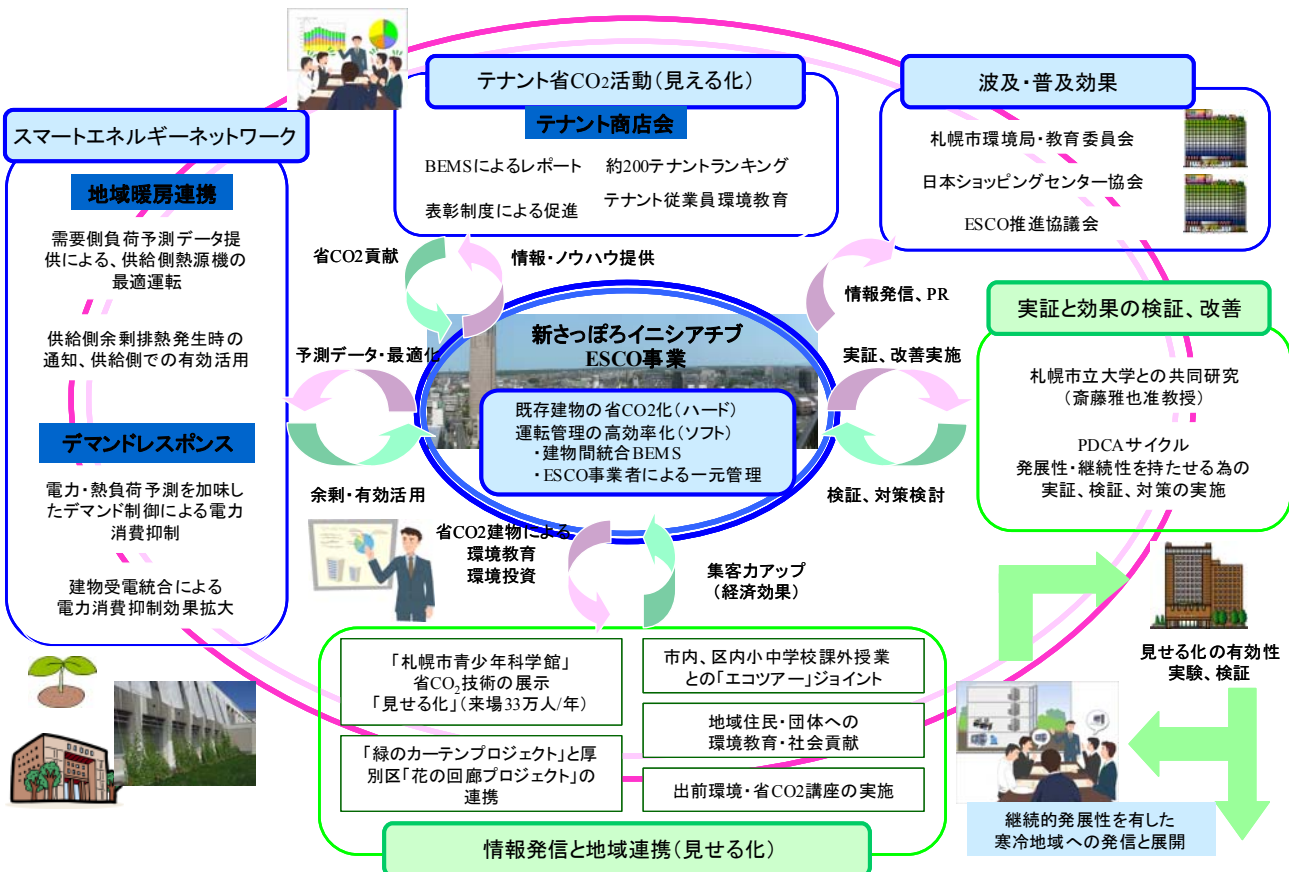 テナント省CO2活動(見える化)
テナント商店会
BEMSによるレポート
約200テナントランキング
表彰制度による促進
テナント従業員環境教育
波及・普及効果
札幌市環境局・教育委員会
日本ショッピングセンター協会
ESCO推進協議会
スマートエネルギーネットワーク
地域暖房連携
需要側負荷予測データ提
供による、供給側熱源機の
最適運転
供給側余剰排熱発生時の
通知、供給側での有効活用
デマンドレスポンス
電力・熱負荷予測を加味し
たデマンド制御による電力
消費抑制
建物受電統合による
電力消費抑制効果拡大
省CO2貢献
情報・ノウハウ提供
情報発信、PR
予測データ・最適化
余剰・有効活用
新さっぽろイニシアチブ
ESCO事業
既存建物の省CO2化(ハード)
運転管理の高効率化(ソフト)
・建物間統合BEMS
・ESCO事業者による一元管理
実証、改善実施
検証、対策検討
実証と効果の検証、改善
札幌市立大学との共同研究
(斎藤雅也准教授)
PDCAサイクル
発展性・継続性を持たせる為の
実証、検証、対策の実施
省CO2建物による
環境教育
環境投資
集客力アップ
(経済効果)
「札幌市青少年科学館」
省CO2技術の展示
「見せる化」(来場33万人/年)
「緑のカーテンプロジェクト」と厚
別区「花の回廊プロジェクト」の
連携
市内、区内小中学校課外授業
との「エコツアー」ジョイント
地域住民・団体への
環境教育・社会貢献
出前環境・省CO2講座の実施
情報発信と地域連携(見せる化)
見せる化の有効性
実験、検証
継続的発展性を有した
寒冷地域への発信と展開